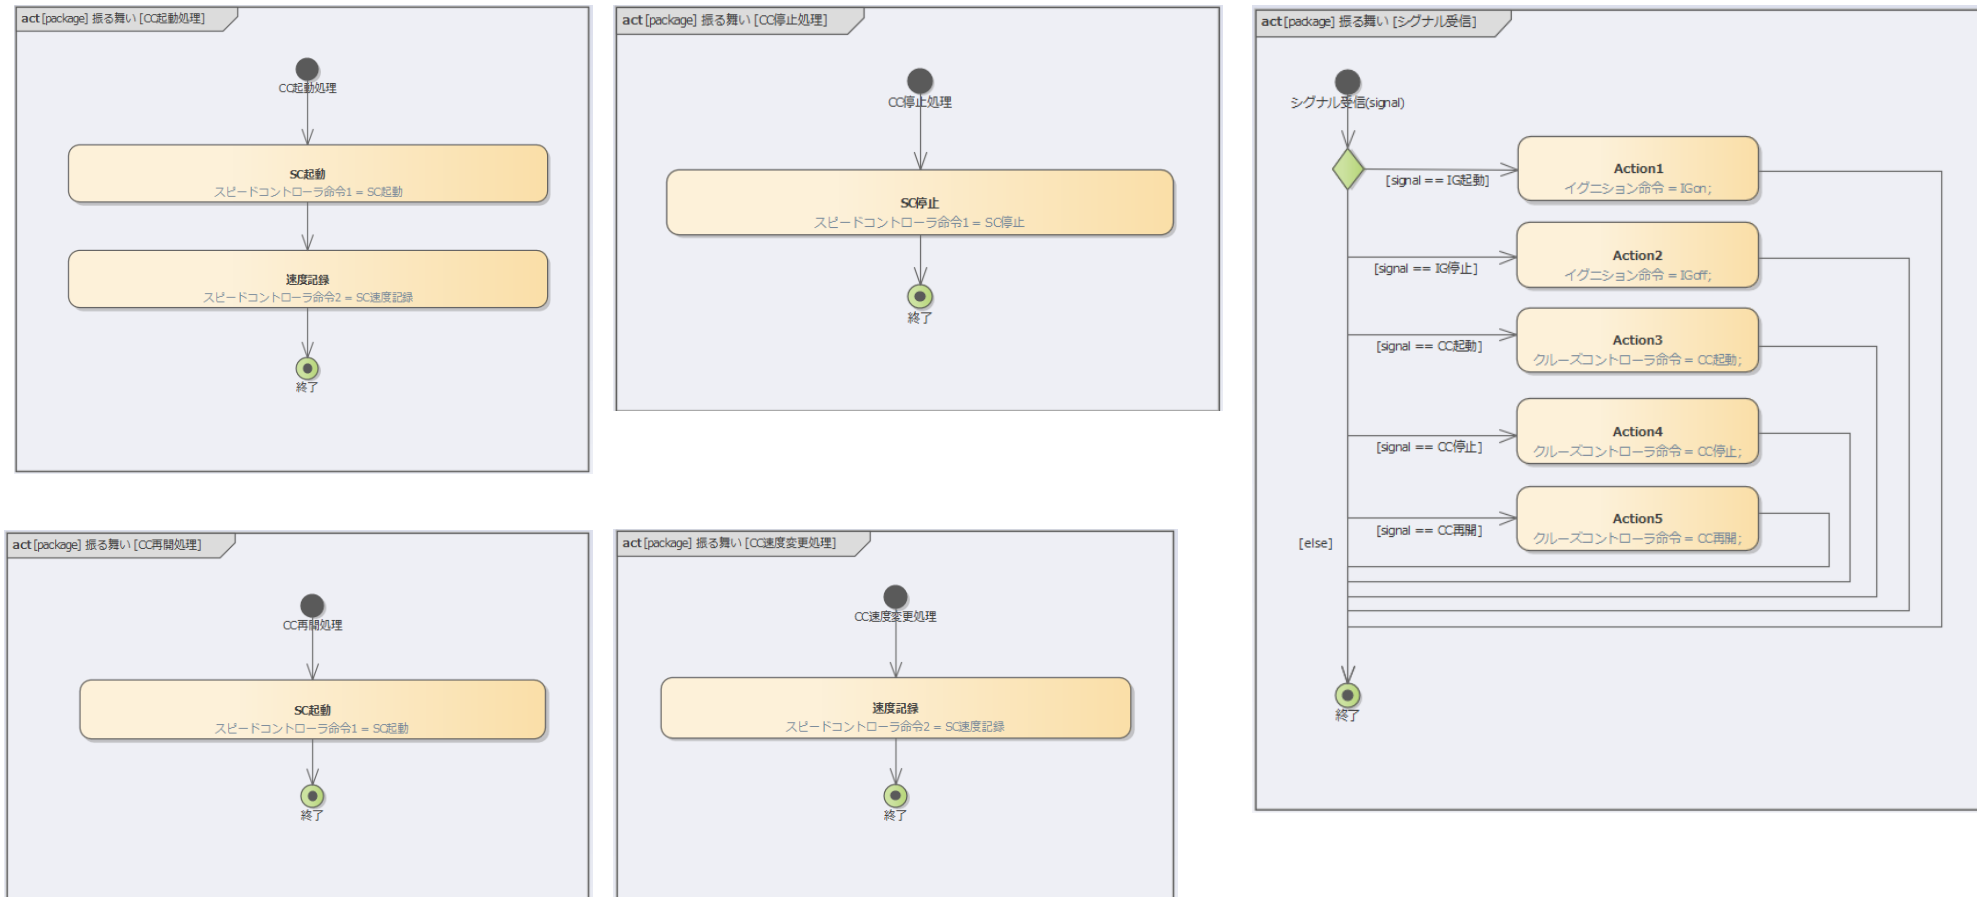 act [package] 振る舞い [CC起動処理]
CC起動処理
SC起動
スピードコントローラ命令1 = SC起動
速度記録
スピードコントローラ命令2 = SC速度記録
終了
act [package] 振る舞い [CC停止処理]
CC停止処理
SC停止
スピードコントローラ命令1 = SC停止
終了
act [package] 振る舞い [シグナル受信]
シグナル受信(signal)
[signal == IG起動]
Action1
イグニション命令 = IGon;
[signal == IG停止]
Action2
イグニション命令 = IGoff;
[signal == CC起動]
Action3
クルーズコントローラ命令 = CC起動;
[signal == CC停止]
Action4
クルーズコントローラ命令 = CC停止;
[signal == CC再開]
Action5
クルーズコントローラ命令 = CC再開;
[else]
終了
act [package] 振る舞い [CC再開処理]
CC再開処理
SC起動
スピードコントローラ命令1 = SC起動
終了
act [package] 振る舞い [CC速度変更処理]
CC速度変更処理
速度記録
スピードコントローラ命令2 = SC速度記録
終了